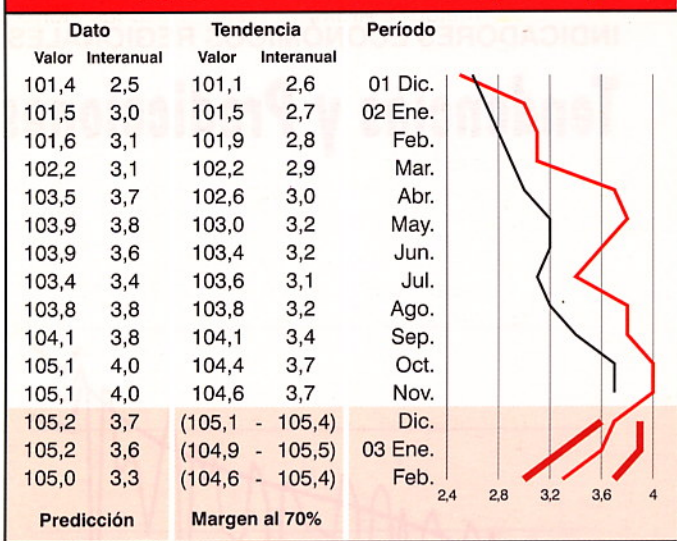 Dato Tendencia Período
Valor Interanual Valor Interanual
101,4 2,5 101,1 2,6 01 Dic.
101,5 3,0 101,5 2,7 02 Ene.
101,6 3,1 101,9 2,8 Feb.
102,2 3,1 102,2 2,9 Mar.
103,5 3,7 102,6 3,0 Abr.
103,9 3,8 103,0 3,2 May.
103,9 3,6 103,4 3,2 Jun.
103,4 3,4 103,6 3,1 Jul.
103,8 3,8 103,8 3,2 Ago.
104,1 3,8 104,1 3,4 Sep.
105,1 4,0 104,4 3,7 Oct.
105,1 4,0 104,6 3,7 Nov.
105,2 3,7 (105,1 - 105,4) Dic.
105,2 3,6 (104,9 - 105,5) 03 Ene.
105,0 3,3 (104,6 - 105,4) Feb.
2,4 2,8 3,2 3,6 4
Predicción Margen al 70%
INDICADORES ECONÓMICOS REGIONALES
Tendencias y Predicciones